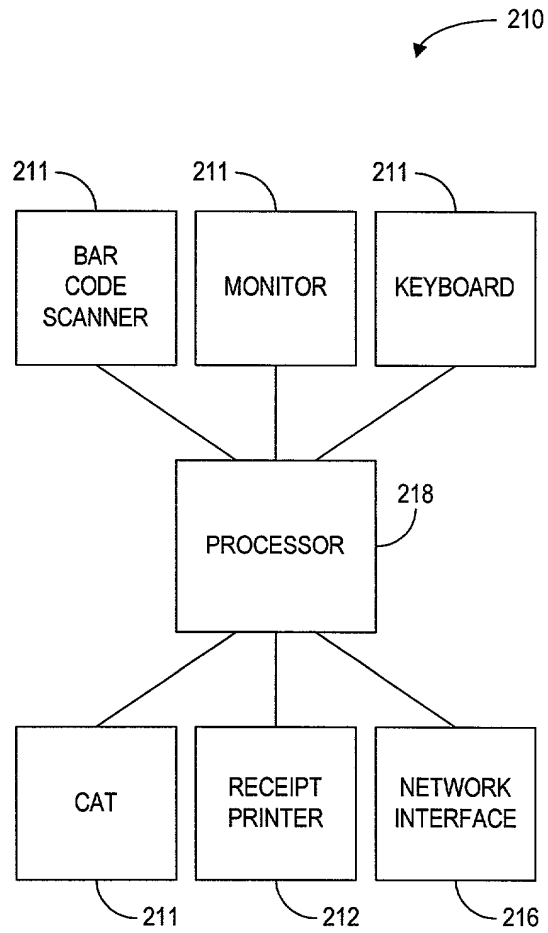 210
211
211
211
BAR
CODE
SCANNER
MONITOR
KEYBOARD
218
PROCESSOR
CAT
RECEIPT
PRINTER
NETWORK
INTERFACE
211
212
216